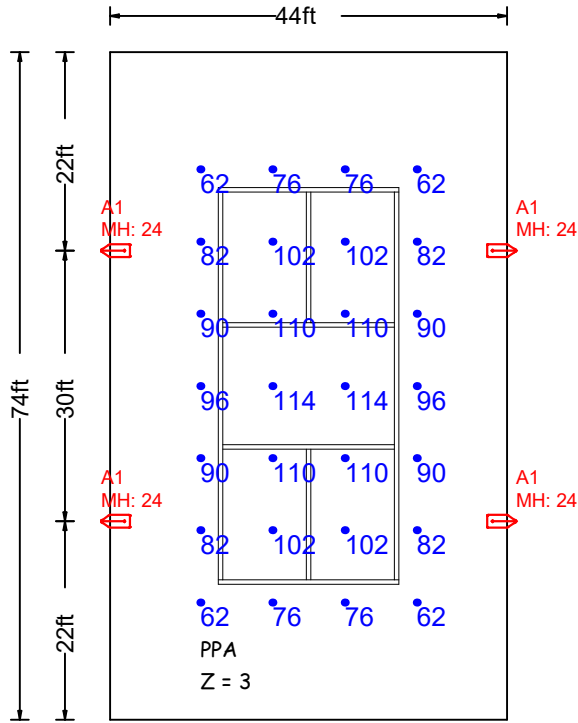 44ft
22ft
62 76 76 62
A1
MH: 24
A1
MH: 24
82 102 102 82
90 110 110 90
74ft
30ft
96 114 114 96
90 110 110 90
A1
MH: 24
A1
MH: 24
82 102 102 82
22ft
62 76 76 62
PPA
Z = 3